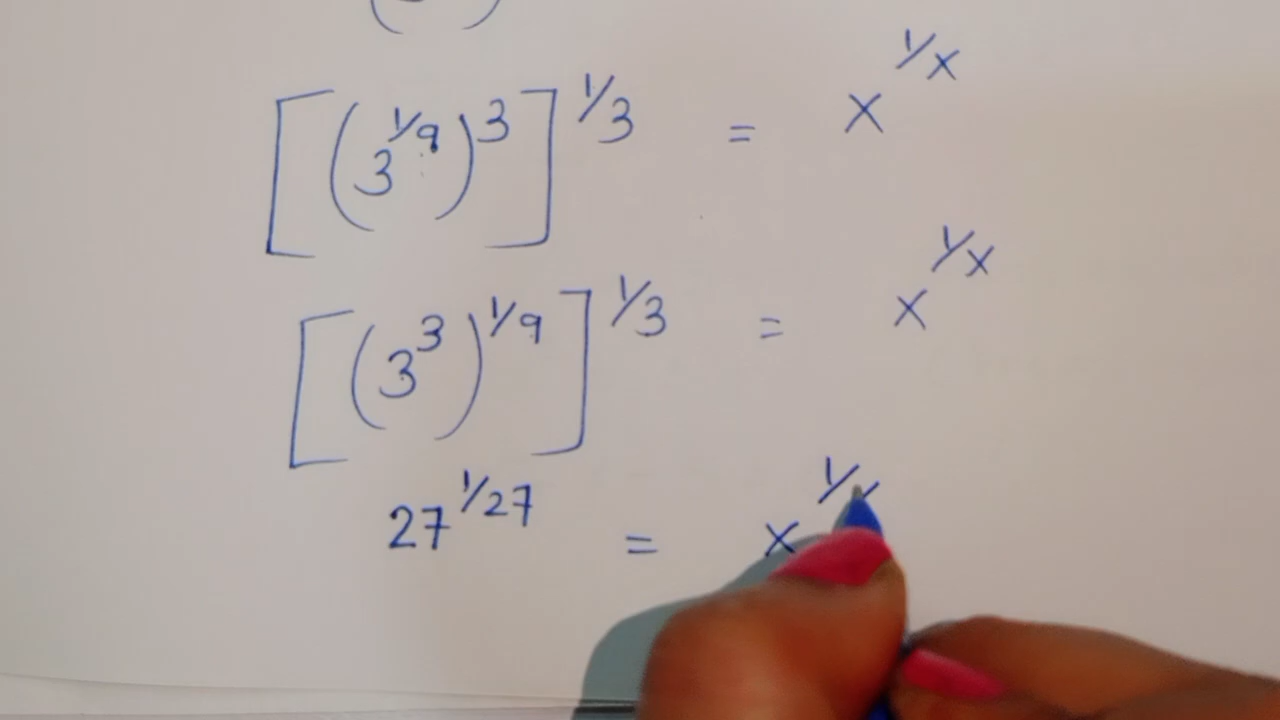 [(3^1/9)^3]^1/3 = x^1/x
[(3^3)^1/9]^1/3 = x^1/x
27^1/27 = x^1/